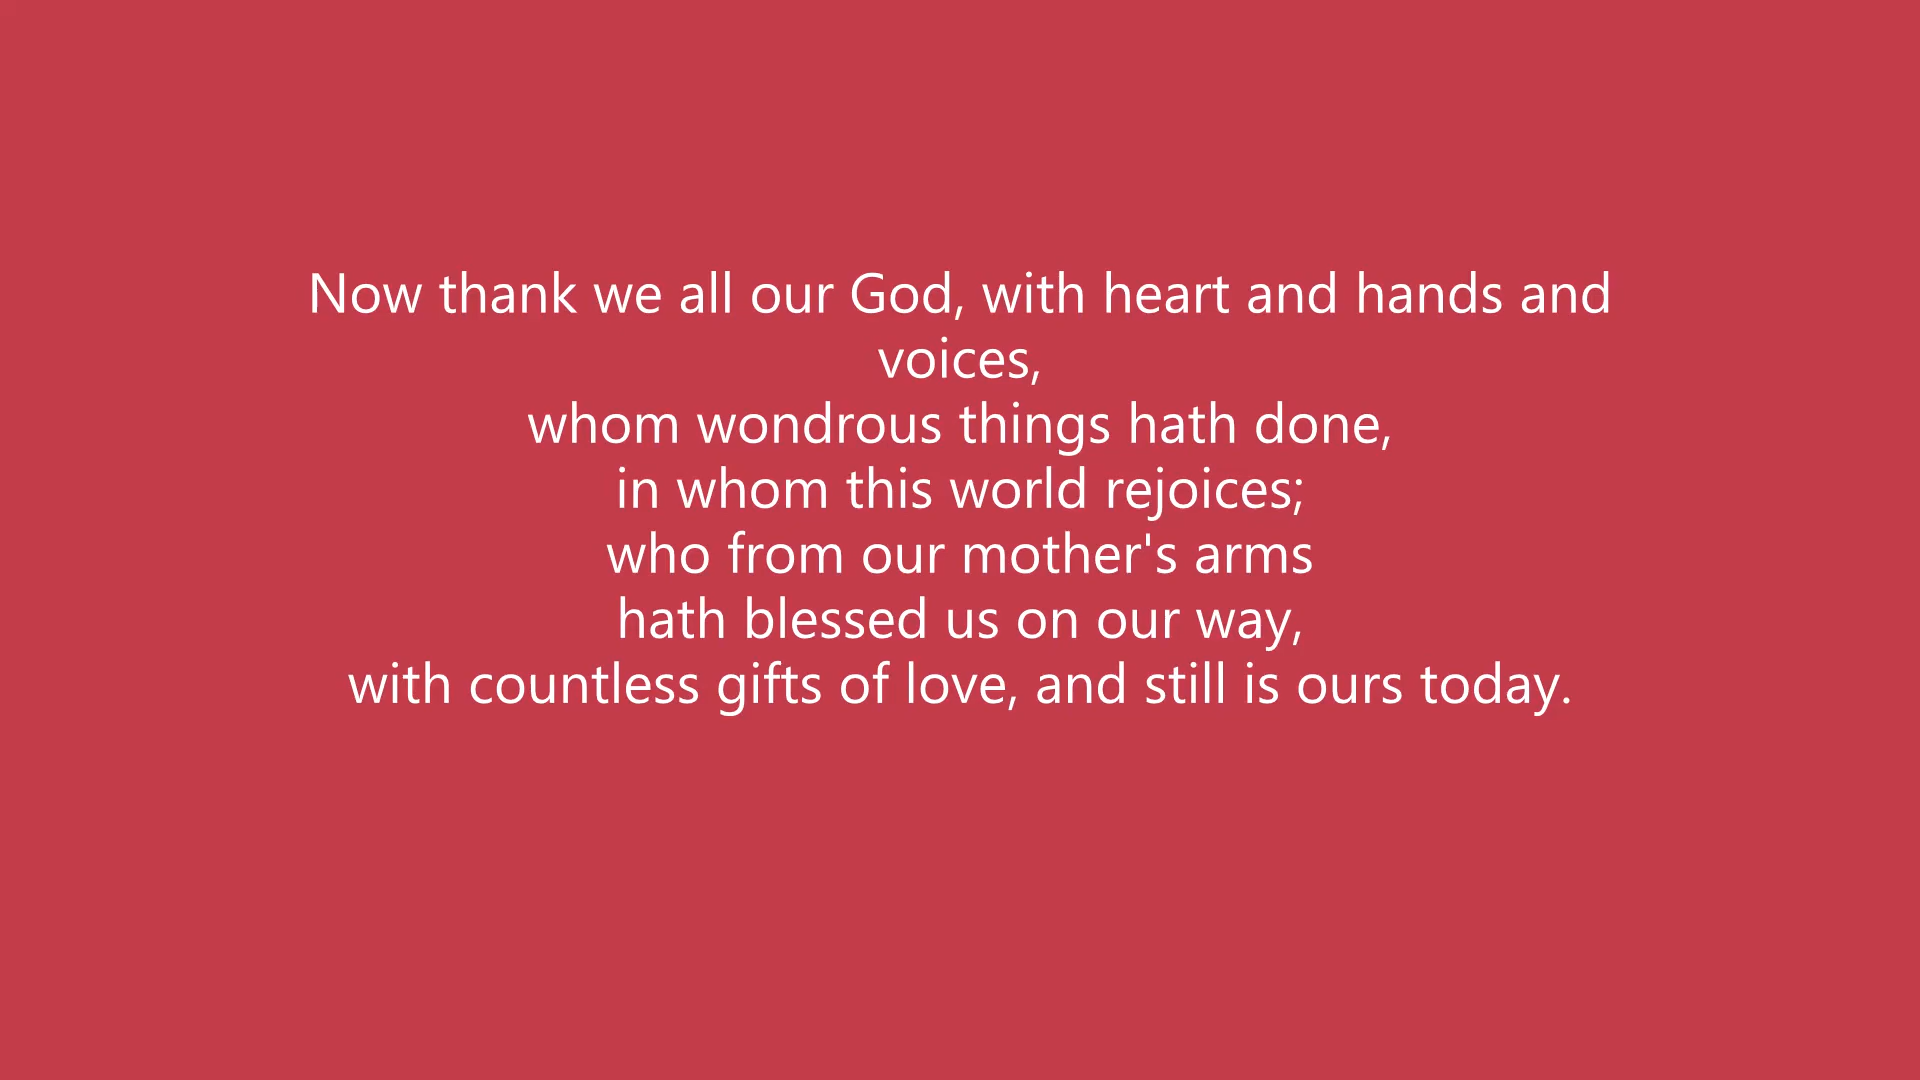 Now thank we all our God, with heart and hands and
voices,
whom wondrous things hath done,
in whom this world rejoices;
who from our mother's arms
hath blessed us on our way,
with countless gifts of love, and still is ours today.